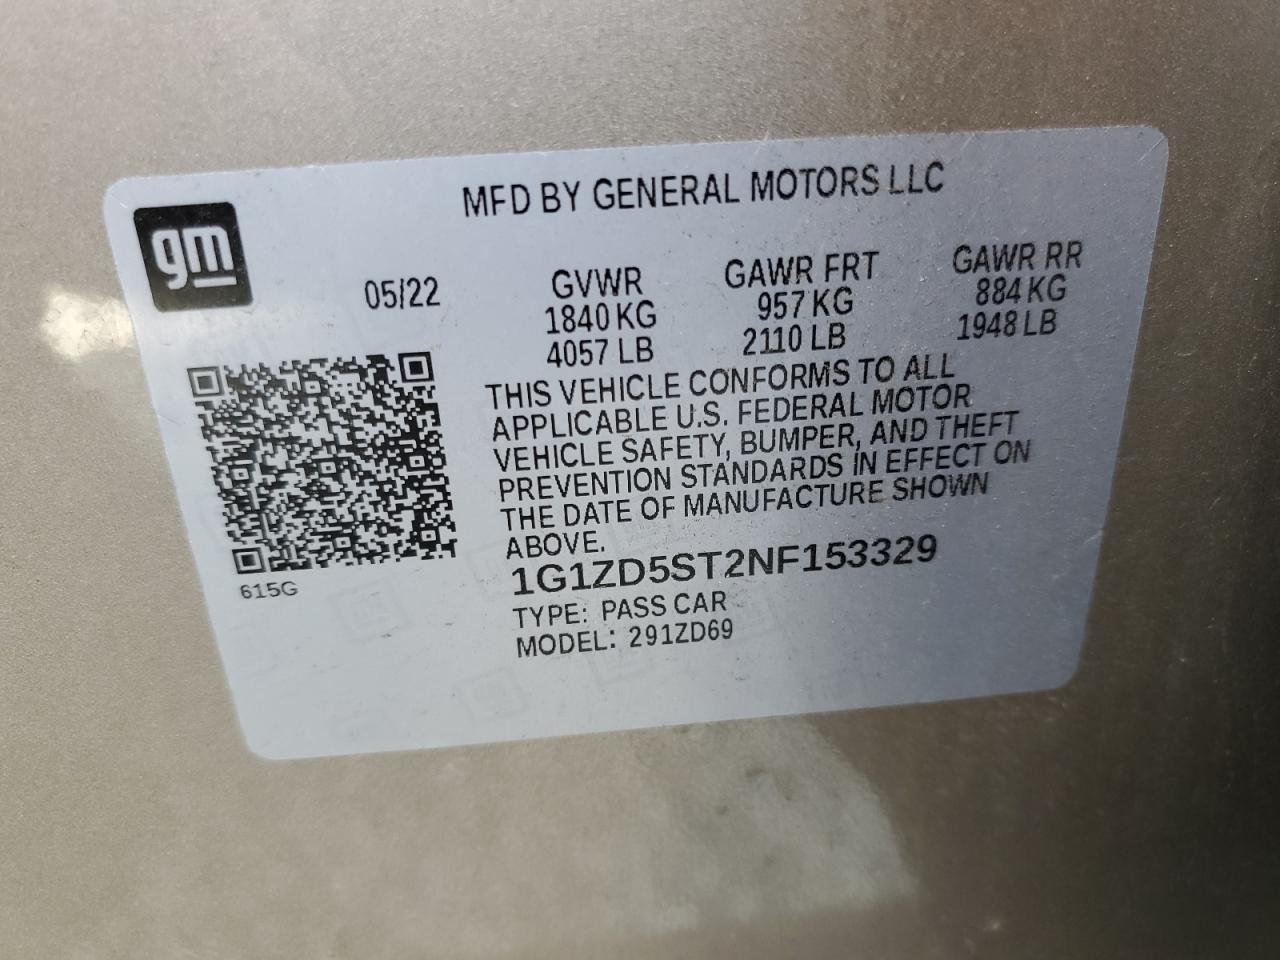 MFD BY GENERAL MOTORS LLC
gm
05/22
GVWR
1840 KG
4057 LB
GAWR FRT
957 KG
2110 LB
GAWR RR
884 KG
1948 LB
THIS VEHICLE CONFORMS TO ALL
APPLICABLE U.S. FEDERAL MOTOR
VEHICLE SAFETY, BUMPER, AND THEFT
PREVENTION STANDARDS IN EFFECT ON
THE DATE OF MANUFACTURE SHOWN
ABOVE.
1G1ZD5ST2NF153329
TYPE: PASS CAR
MODEL: 291ZD69
615G